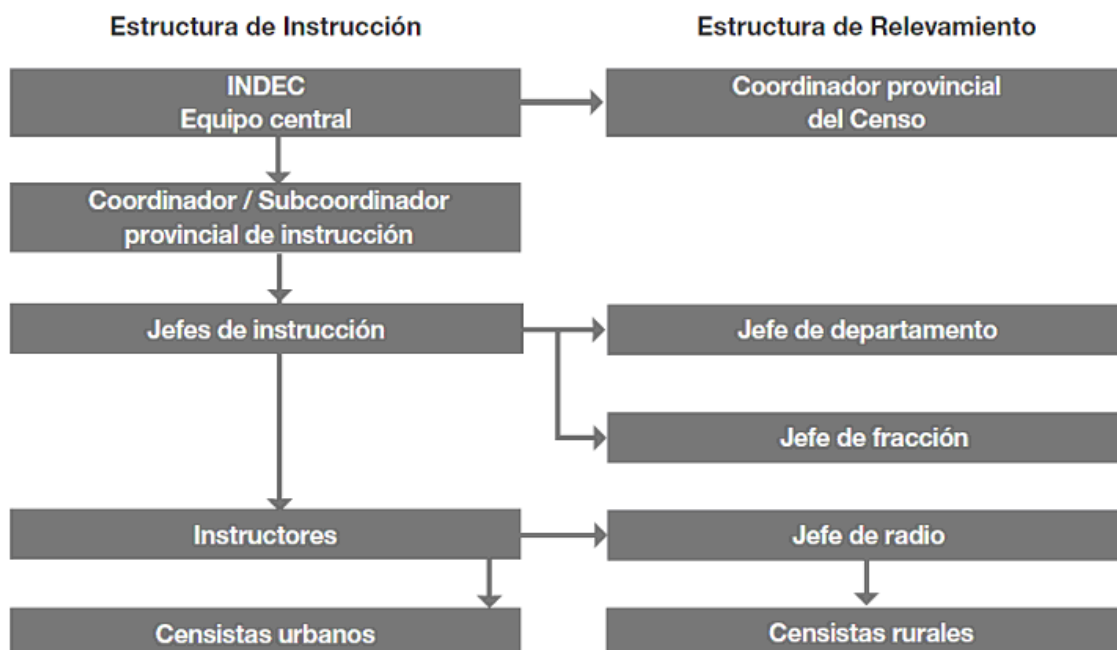 Estructura de Instrucción
Estructura de Relevamiento
INDEC
Equipo central
Coordinador provincial
del Censo
Coordinador / Subcoordinador
provincial de instrucción
Jefes de instrucción
Jefe de departamento
Jefe de fracción
Instructores
Jefe de radio
Censistas urbanos
Censistas rurales